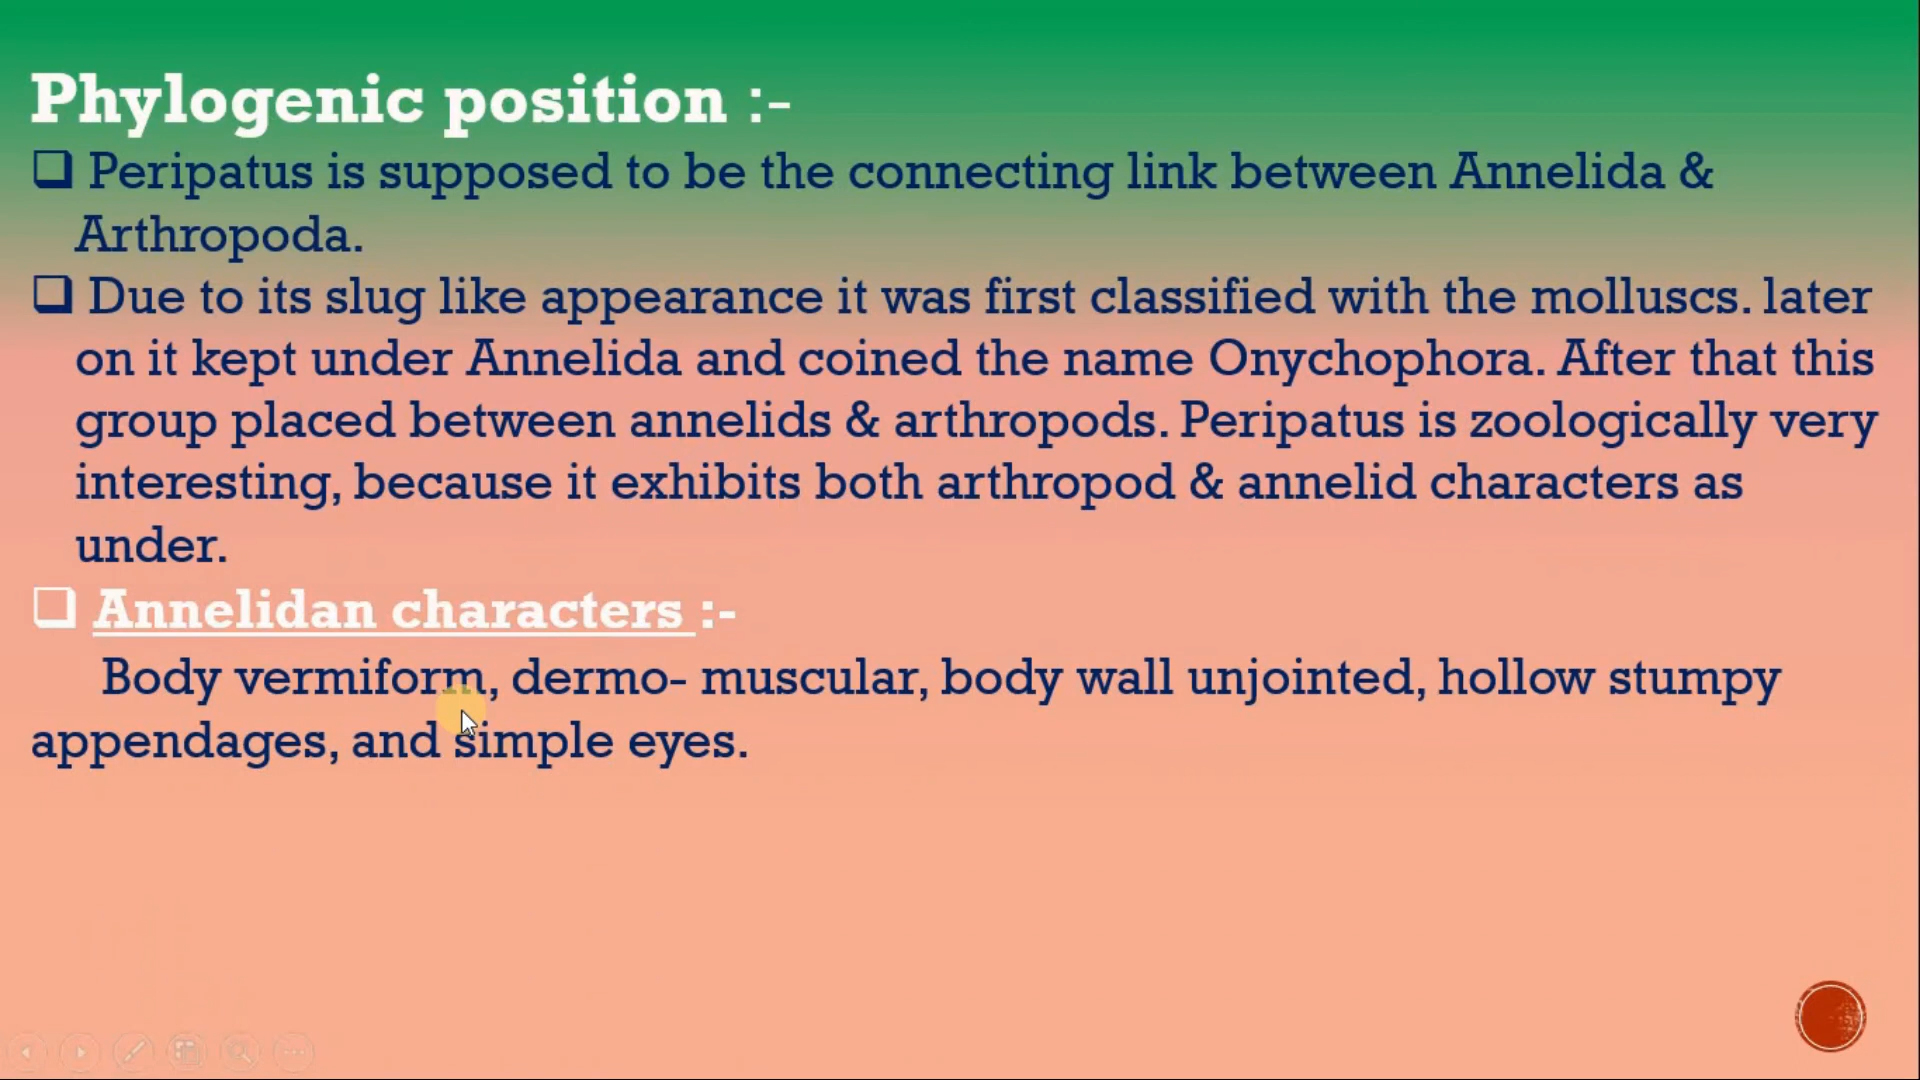 Phylogenic position :-
❑ Peripatus is supposed to be the connecting link between Annelida &
Arthropoda.
❑ Due to its slug like appearance it was first classified with the molluscs. later
on it kept under Annelida and coined the name Onychophora. After that this
group placed between annelids & arthropods. Peripatus is zoologically very
interesting, because it exhibits both arthropod & annelid characters as
under.
❑ Annelidan characters :-
Body vermiform, dermo- muscular, body wall unjointed, hollow stumpy
appendages, and simple eyes.